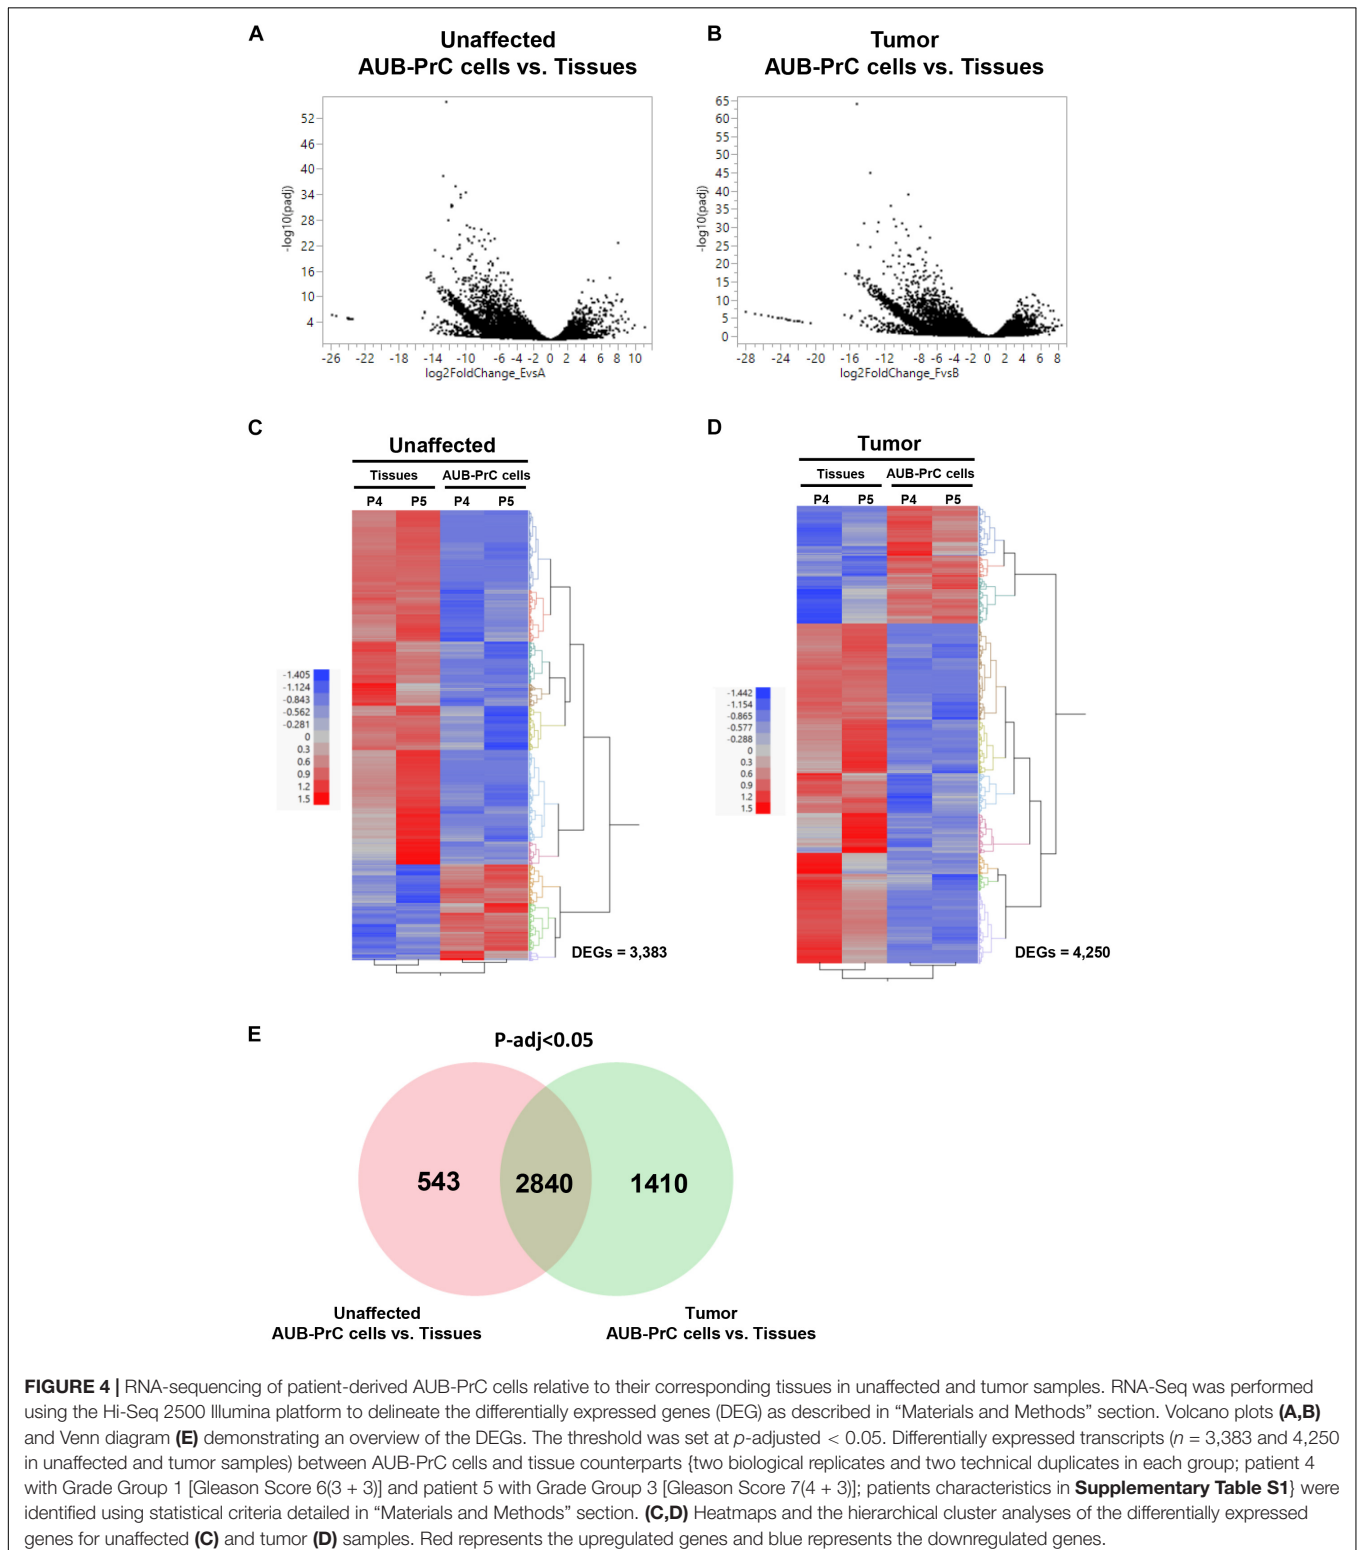 A
Unaffected
AUB-PrC cells vs. Tissues
-log10(padj)
52
46
40
34
28
22
16
10
4
-26 -22 -18 -14 -10 -6 -4 -2 0 2 4 6 8 10
log2FoldChange_EvsA
B
Tumor
AUB-PrC cells vs. Tissues
-log10(padj)
65
60
55
50
45
40
35
30
25
20
15
10
5
0
-28 -24 -20 -16 -12 -8 -4 -2 0 2 4 6 8
log2FoldChange_FvsB
C
Unaffected
Tissues AUB-PrC cells
P4 P5 P4 P5
-1.405
-1.124
-0.843
-0.562
-0.281
0
0.3
0.6
0.9
1.2
1.5
DEGs = 3,383
D
Tumor
Tissues AUB-PrC cells
P4 P5 P4 P5
-1.442
-1.154
-0.865
-0.577
-0.288
0
0.3
0.6
0.9
1.2
1.5
DEGs = 4,250
E
P-adj<0.05
543 2840 1410
Unaffected
AUB-PrC cells vs. Tissues
Tumor
AUB-PrC cells vs. Tissues
FIGURE 4 | RNA-sequencing of patient-derived AUB-PrC cells relative to their corresponding tissues in unaffected and tumor samples. RNA-Seq was performed
using the Hi-Seq 2500 Illumina platform to delineate the differentially expressed genes (DEG) as described in “Materials and Methods” section. Volcano plots (A,B)
and Venn diagram (E) demonstrating an overview of the DEGs. The threshold was set at p-adjusted < 0.05. Differentially expressed transcripts (n = 3,383 and 4,250
in unaffected and tumor samples) between AUB-PrC cells and tissue counterparts {two biological replicates and two technical duplicates in each group; patient 4
with Grade Group 1 [Gleason Score 6(3 + 3)] and patient 5 with Grade Group 3 [Gleason Score 7(4 + 3)]; patients characteristics in Supplementary Table S1} were
identified using statistical criteria detailed in “Materials and Methods” section. (C,D) Heatmaps and the hierarchical cluster analyses of the differentially expressed
genes for unaffected (C) and tumor (D) samples. Red represents the upregulated genes and blue represents the downregulated genes.